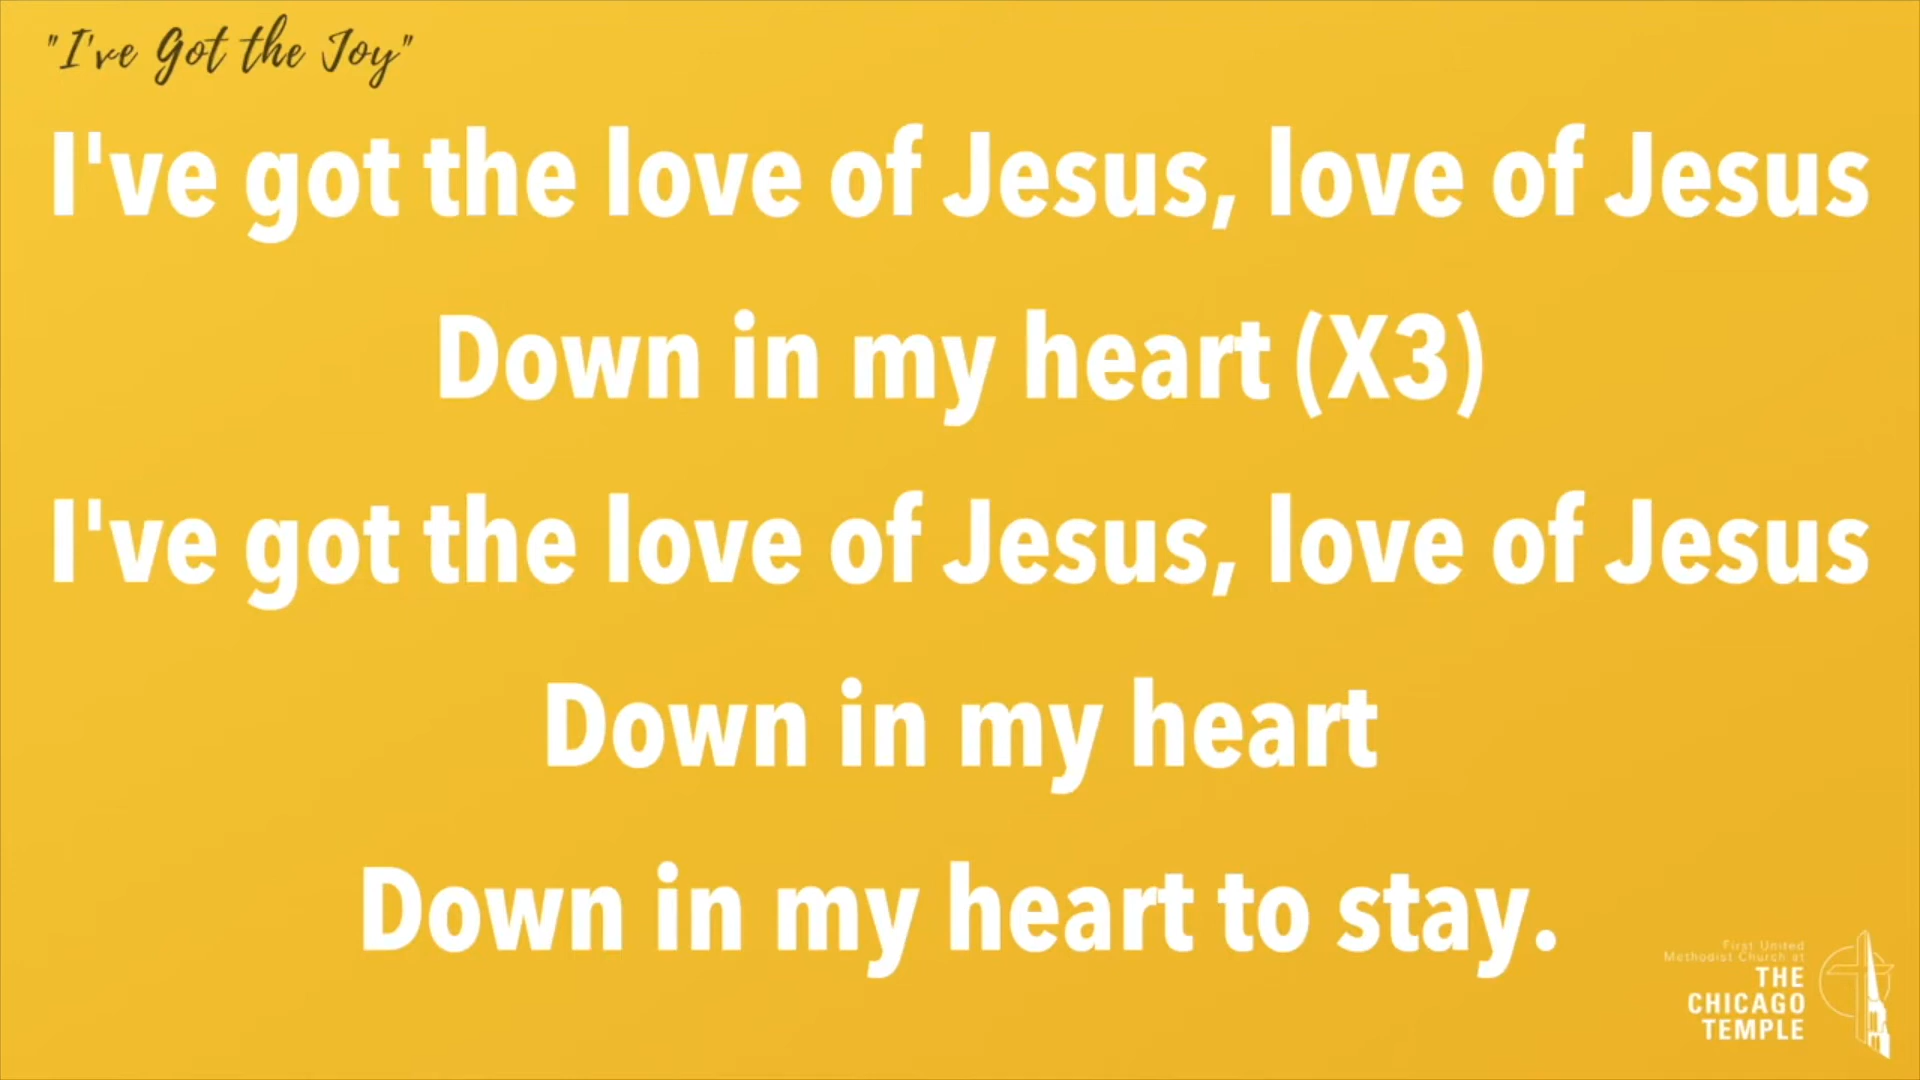 "I've Got the Joy"
I've got the love of Jesus, love of Jesus
Down in my heart (X3)
I've got the love of Jesus, love of Jesus
Down in my heart
Down in my heart to stay.
First United
Methodist Church at
THE
CHICAGO
TEMPLE